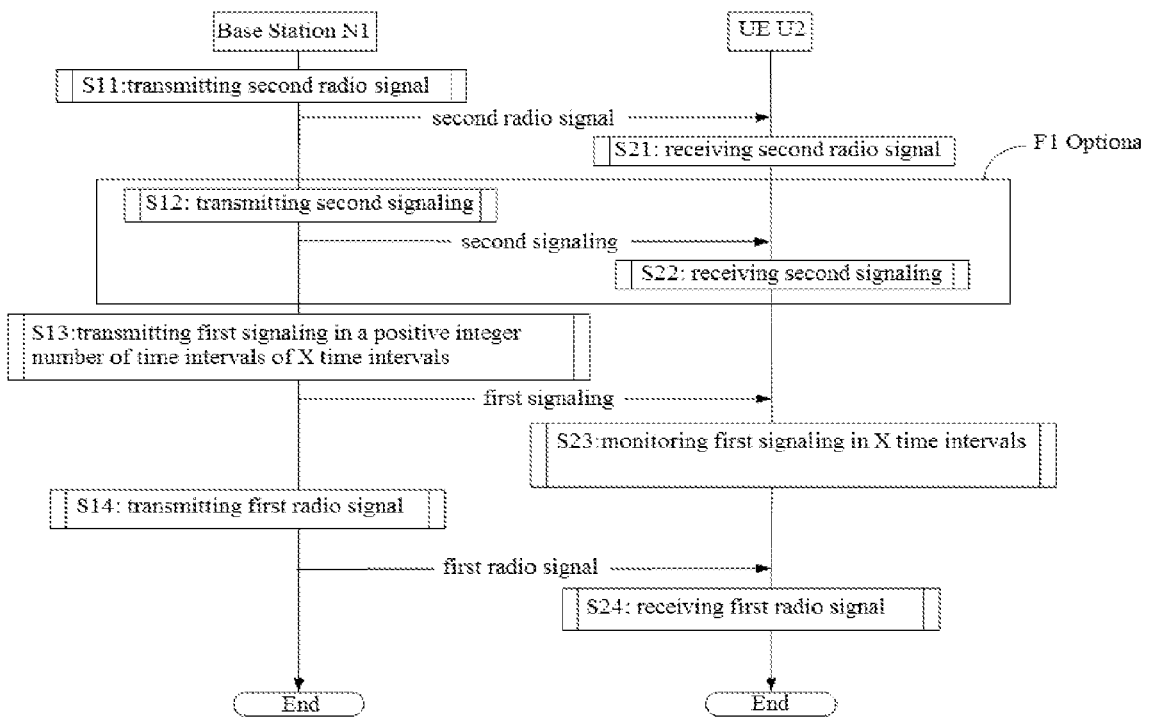 Base Station N1
UE U2
S11:transmitting second radio signal
second radio signal
S21: receiving second radio signal
F1 Optiona
S12: transmitting second signaling
second signaling
S22: receiving second signaling
S13:transmitting first signaling in a positive integer
number of time intervals of X time intervals
first signaling
S23:monitoring first signaling in X time intervals
S14: transmitting first radio signal
first radio signal
S24: receiving first radio signal
End
End